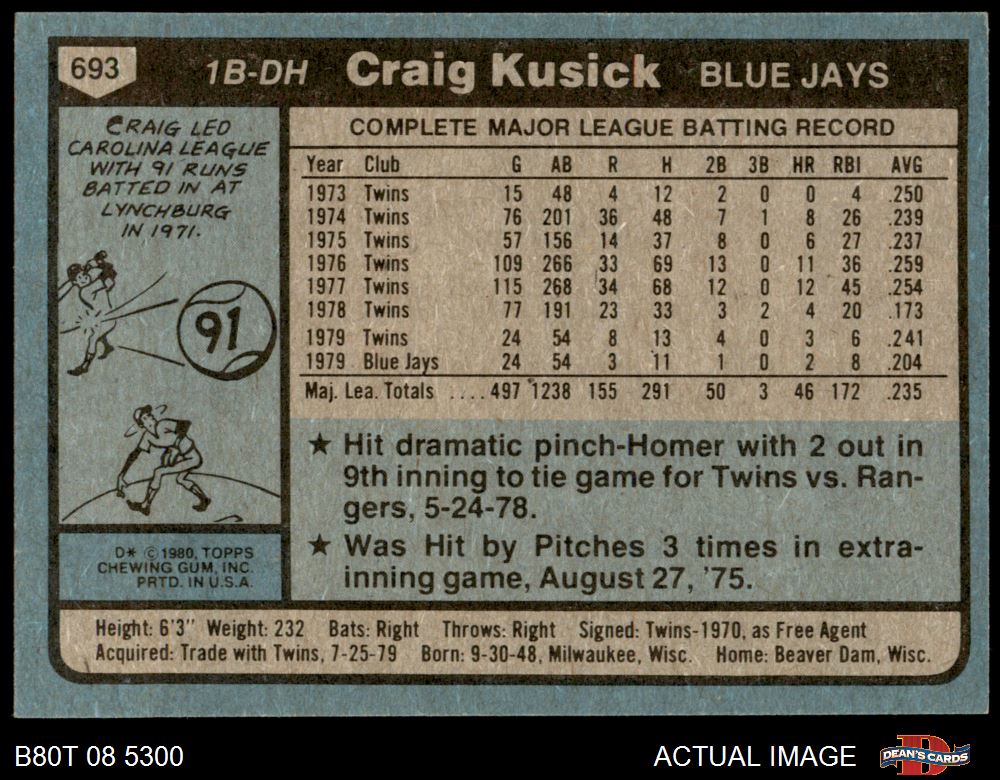 693 1B-DH Craig Kusick BLUE JAYS
CRAIG LED
CAROLINA LEAGUE
WITH 91 RUNS
BATTED IN AT
LYNCHBURG
IN 1971.
91
D* © 1980, TOPPS
CHEWING GUM, INC.
PRTD. IN U.S.A.
COMPLETE MAJOR LEAGUE BATTING RECORD
Year Club G AB R H 2B 3B HR RBI AVG
1973 Twins 15 48 4 12 2 0 0 4 .250
1974 Twins 76 201 36 48 7 1 8 26 .239
1975 Twins 57 156 14 37 8 0 6 27 .237
1976 Twins 109 266 33 69 13 0 11 36 .259
1977 Twins 115 268 34 68 12 0 12 45 .254
1978 Twins 77 191 23 33 3 2 4 20 .173
1979 Twins 24 54 8 13 4 0 3 6 .241
1979 Blue Jays 24 54 3 11 1 0 2 8 .204
Maj. Lea. Totals .... 497 1238 155 291 50 3 46 172 .235
★ Hit dramatic pinch-Homer with 2 out in
9th inning to tie game for Twins vs. Ran-
gers, 5-24-78.
★ Was Hit by Pitches 3 times in extra-
inning game, August 27, '75.
Height: 6'3" Weight: 232 Bats: Right Throws: Right Signed: Twins-1970, as Free Agent
Acquired: Trade with Twins, 7-25-79 Born: 9-30-48, Milwaukee, Wisc. Home: Beaver Dam, Wisc.
B80T 08 5300 ACTUAL IMAGE DEAN'S CARDS